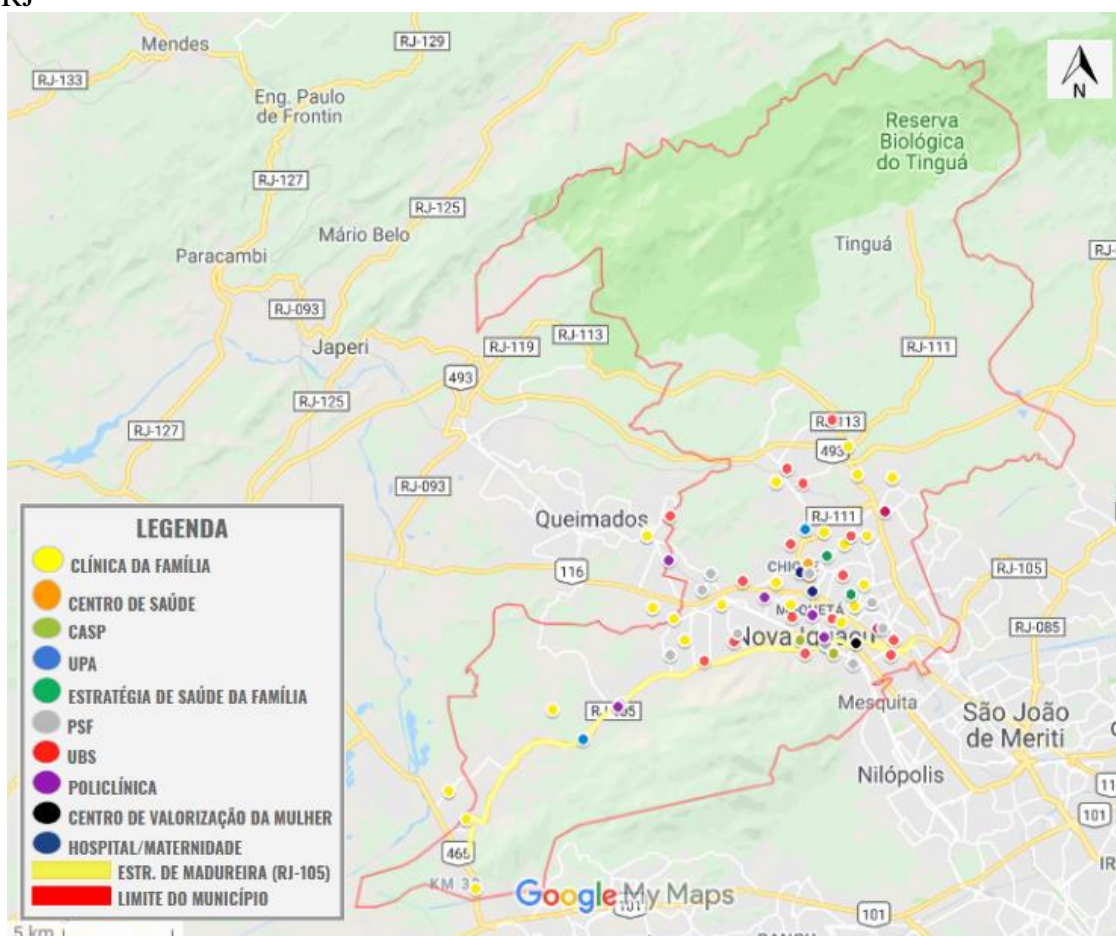 RJ
Mendes
RJ-129
RJ-133
N
Eng. Paulo
de Frontin
Reserva
Biológica
do Tinguá
RJ-127
RJ-125
Mário Belo
Tinguá
Paracambi
RJ-093
Japeri
RJ-119
RJ-113
RJ-111
493
RJ-125
RJ-127
RJ-113
493
RJ-093
Queimados
RJ-111
116
RJ-105
Nova Iguaçu
RJ-085
Mesquita
São João
de Meriti
Nilópolis
101
465
KM 32
Google My Maps
101
101
5 km
LEGENDA
CLÍNICA DA FAMÍLIA
CENTRO DE SAÚDE
CASP
UPA
ESTRATÉGIA DE SAÚDE DA FAMÍLIA
PSF
UBS
POLICLÍNICA
CENTRO DE VALORIZAÇÃO DA MULHER
HOSPITAL/MATERNIDADE
ESTR. DE MADUREIRA (RJ-105)
LIMITE DO MUNICÍPIO